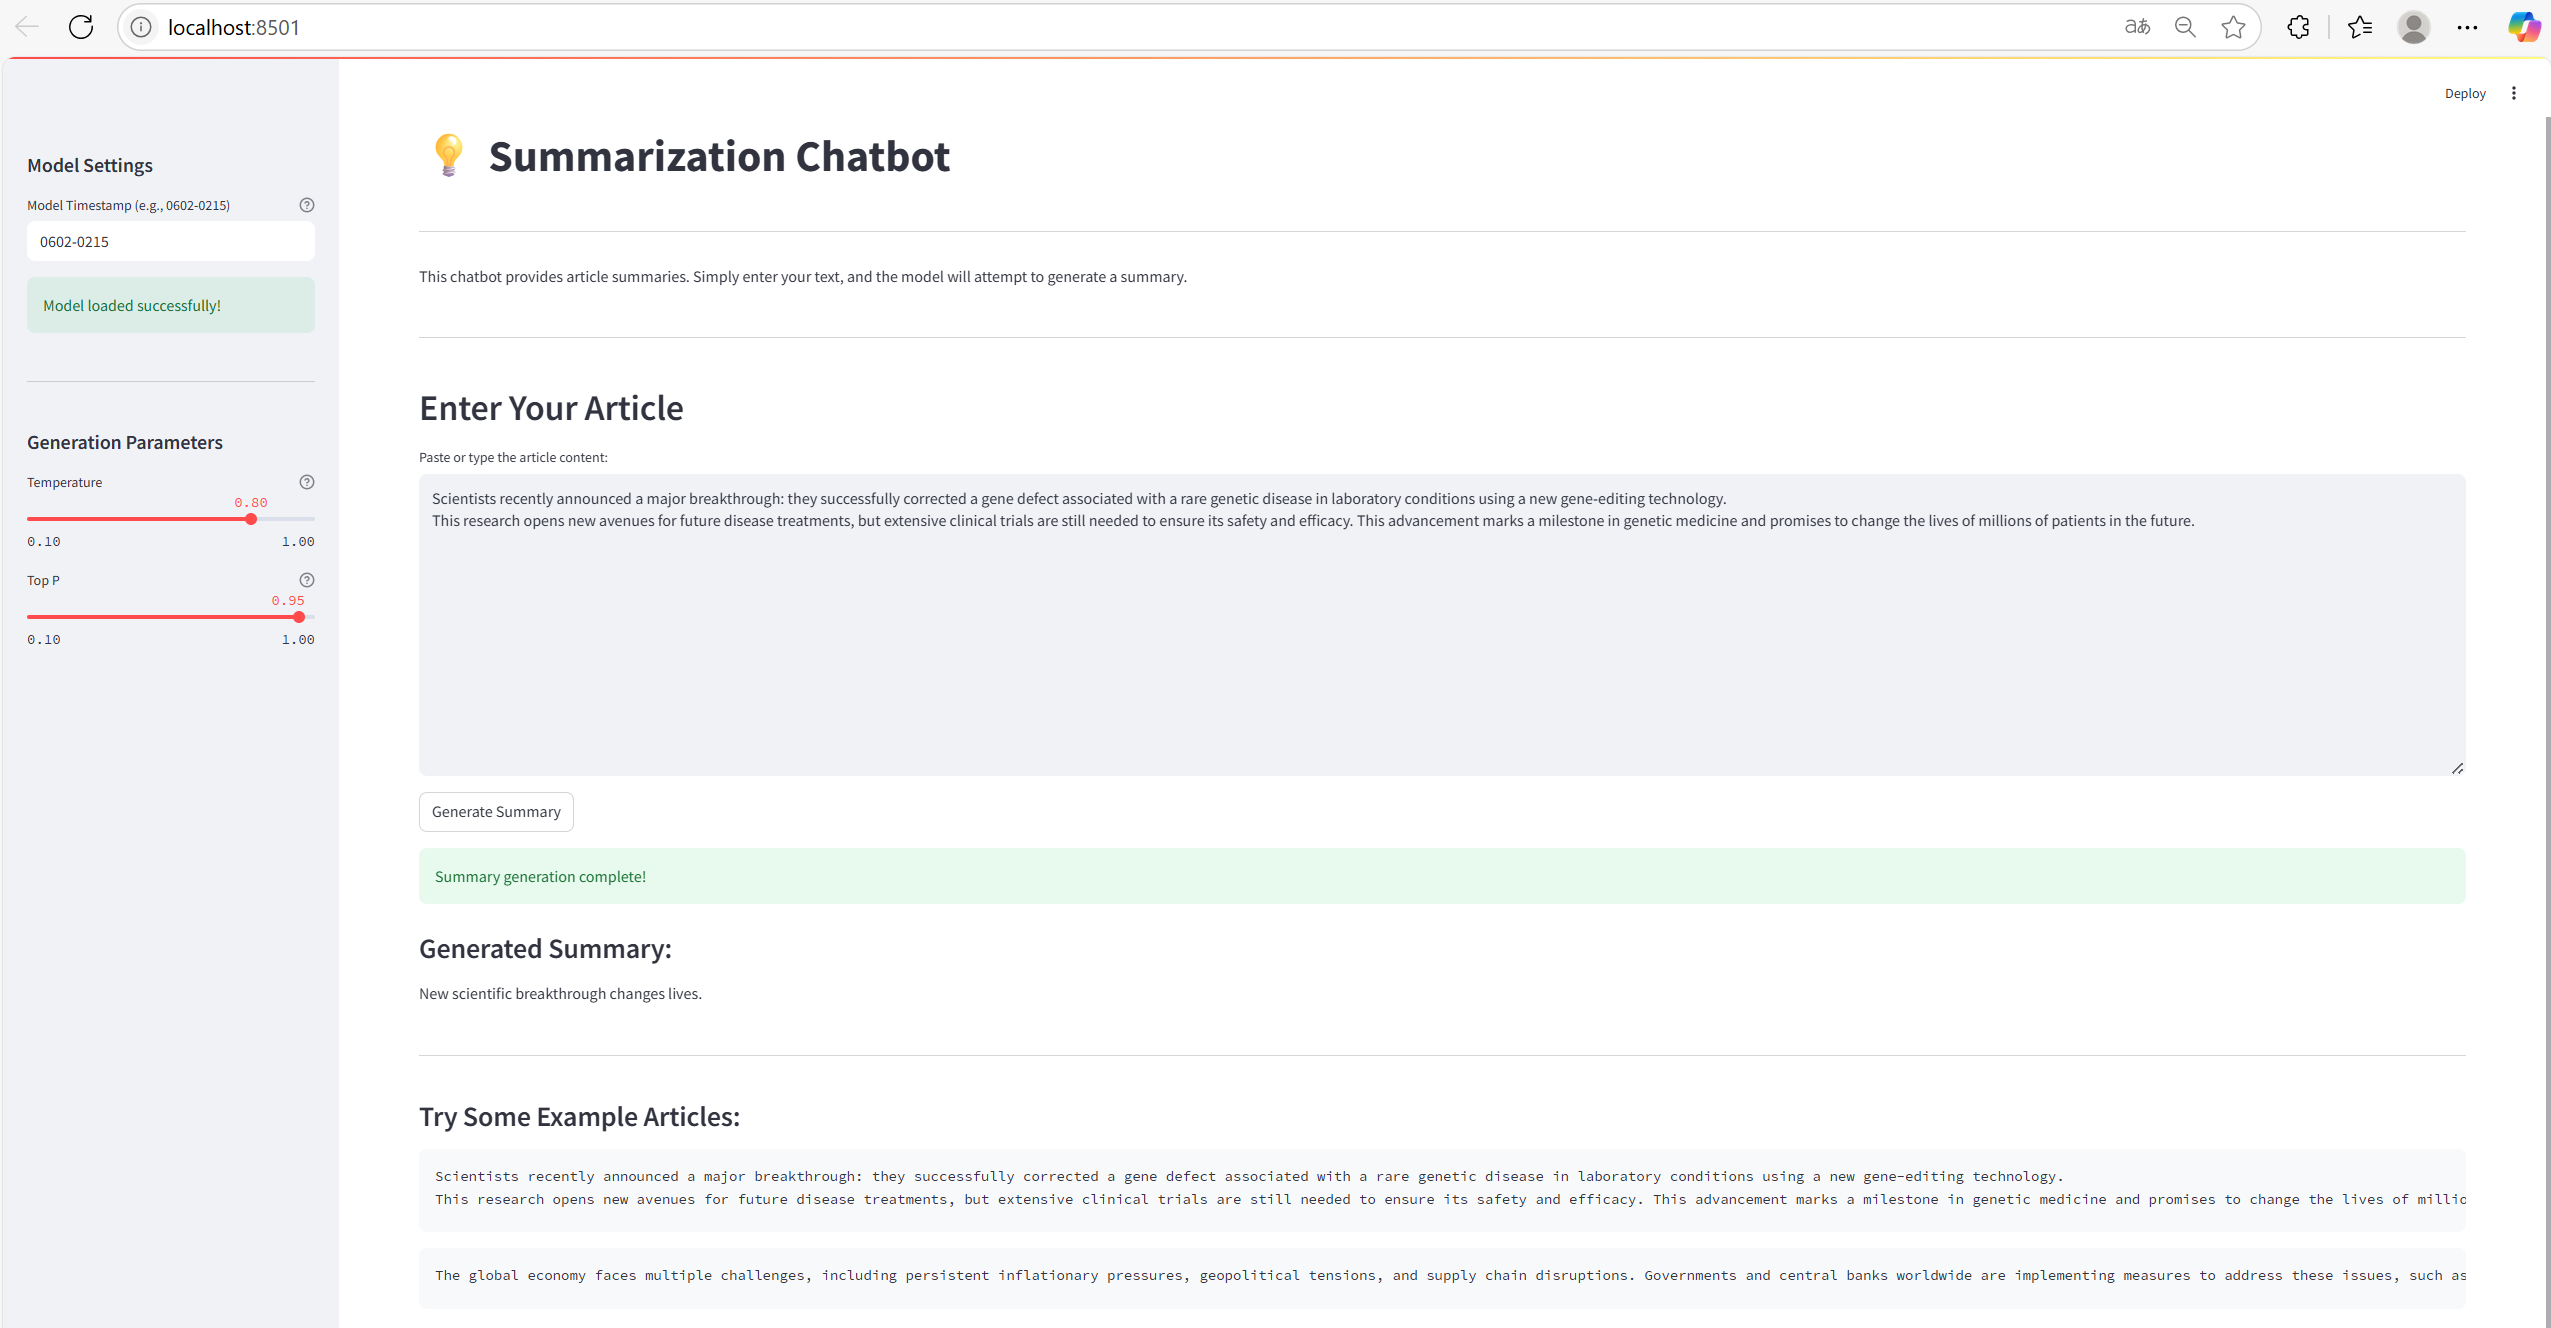 localhost:8501
Deploy
Model Settings
Model Timestamp (e.g., 0602-0215)
0602-0215
Model loaded successfully!
Generation Parameters
Temperature
0.80
0.10 1.00
Top P
0.95
0.10 1.00
Summarization Chatbot
This chatbot provides article summaries. Simply enter your text, and the model will attempt to generate a summary.
Enter Your Article
Paste or type the article content:
Scientists recently announced a major breakthrough: they successfully corrected a gene defect associated with a rare genetic disease in laboratory conditions using a new gene-editing technology.
This research opens new avenues for future disease treatments, but extensive clinical trials are still needed to ensure its safety and efficacy. This advancement marks a milestone in genetic medicine and promises to change the lives of millions of patients in the future.
Generate Summary
Summary generation complete!
Generated Summary:
New scientific breakthrough changes lives.
Try Some Example Articles:
Scientists recently announced a major breakthrough: they successfully corrected a gene defect associated with a rare genetic disease in laboratory conditions using a new gene-editing technology.
This research opens new avenues for future disease treatments, but extensive clinical trials are still needed to ensure its safety and efficacy. This advancement marks a milestone in genetic medicine and promises to change the lives of millio
The global economy faces multiple challenges, including persistent inflationary pressures, geopolitical tensions, and supply chain disruptions. Governments and central banks worldwide are implementing measures to address these issues, such as